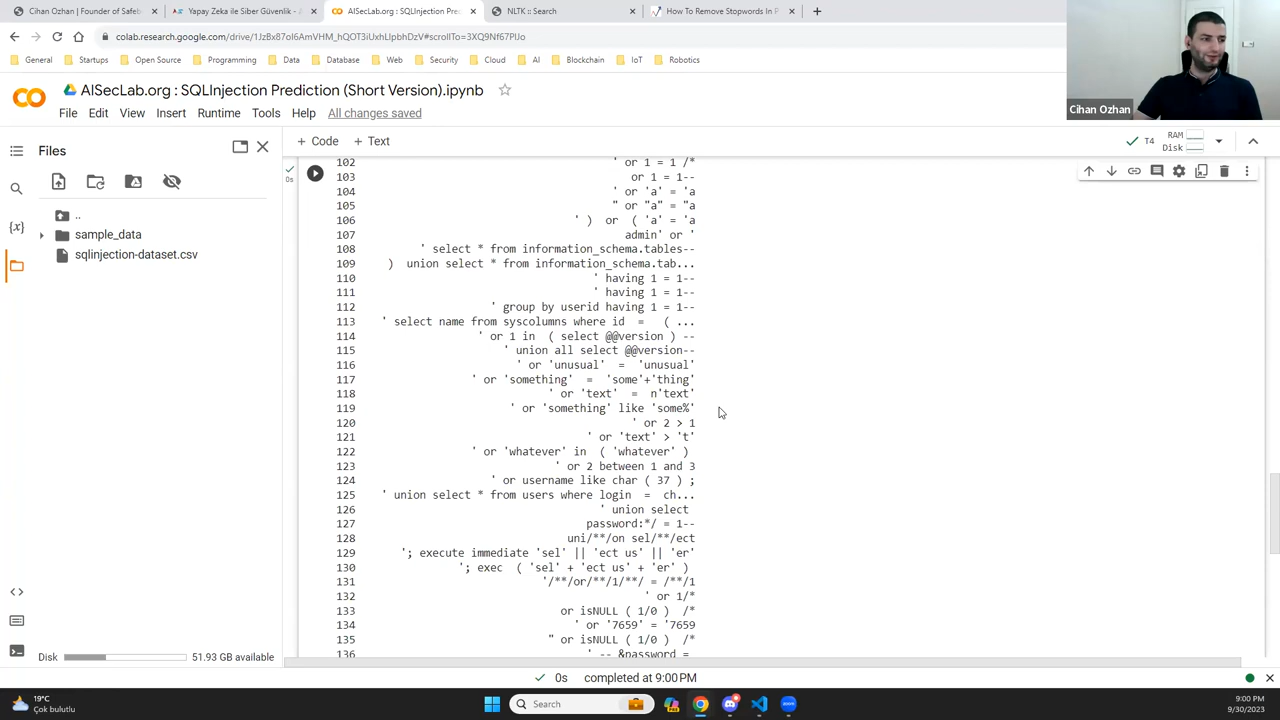 Cihan Ozhan | Founder of Safeb
Yapay Zeka ile Siber Güvenlik - A
AISecLab.org : SQLInjection Prec
NLTK :: Search
How To Remove Stopwords In P
colab.research.google.com/drive/1JzBx87oI6AmVHM_hQOT3iUxhLIpbhDzV#scrollTo=3XQ9Nf67PlJo
General
Startups
Open Source
Programming
Data
Database
Web
Security
Cloud
AI
Blockchain
IoT
Robotics
Cihan Ozhan
AISecLab.org : SQLInjection Prediction (Short Version).ipynb
File Edit View Insert Runtime Tools Help All changes saved
Files
+ Code + Text
T4
RAM
Disk
..
sample_data
sqlinjection-dataset.csv
0s
102 ' or 1 = 1 /*
103 or 1 = 1--
104 ' or 'a' = 'a
105 " or "a" = "a
106 ' )  or  ( 'a' = 'a
107 admin' or '
108 ' select * from information_schema.tables--
109 )  union select * from information_schema.tab...
110 ' having 1 = 1--
111 ' having 1 = 1--
112 ' group by userid having 1 = 1--
113 ' select name from syscolumns where id  =   ( ...
114 ' or 1 in  ( select @@version ) --
115 ' union all select @@version--
116 ' or 'unusual'  =  'unusual'
117 ' or 'something'  =  'some'+'thing'
118 ' or 'text'  =  n'text'
119 ' or 'something' like 'some%'
120 ' or 2 > 1
121 ' or 'text' > 't'
122 ' or 'whatever' in  ( 'whatever' )
123 ' or 2 between 1 and 3
124 ' or username like char ( 37 ) ;
125 ' union select * from users where login  =  ch...
126 ' union select
127 password:*/ = 1--
128 uni/**/on sel/**/ect
129 '; execute immediate 'sel' || 'ect us' || 'er'
130 '; exec  ( 'sel' + 'ect us' + 'er' )
131 '/**/or/**/1/**/ = /**/1
132 ' or 1/*
133 or isNULL ( 1/0 )  /*
134 ' or '7659' = '7659
135 " or isNULL ( 1/0 )  /*
136 ' -- &password =
Disk
51.93 GB available
0s completed at 9:00 PM
19°C
Çok bulutlu
Search
9:00 PM
9/30/2023